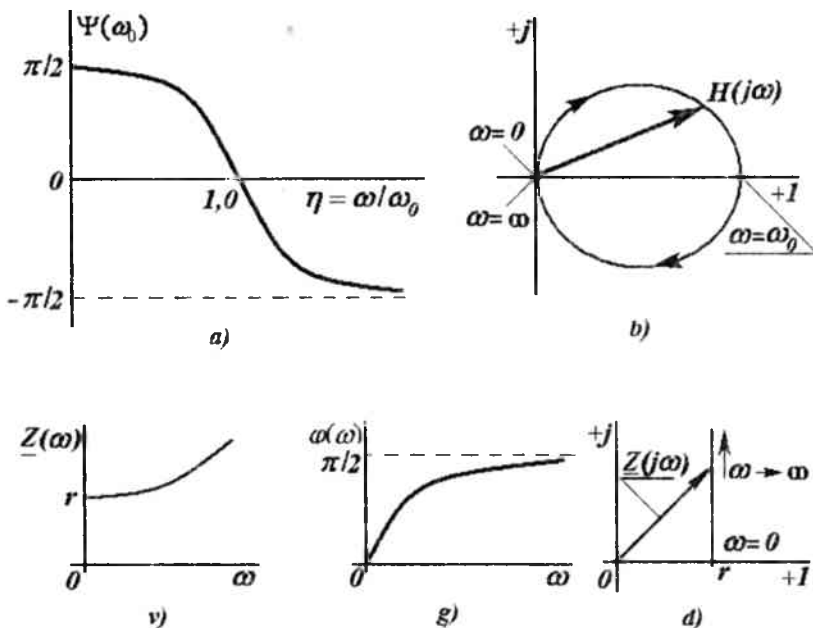 Ψ(ω₀)
π/2
0
1,0
η = ω/ω₀
-π/2
a)
+j
H(jω)
ω=0
ω=∞
+1
ω=ω₀
b)
Z(ω)
r
0
ω
v)
φ(ω)
π/2
0
ω
g)
+j
Z(jω)
ω→∞
ω=0
0
r
+1
d)